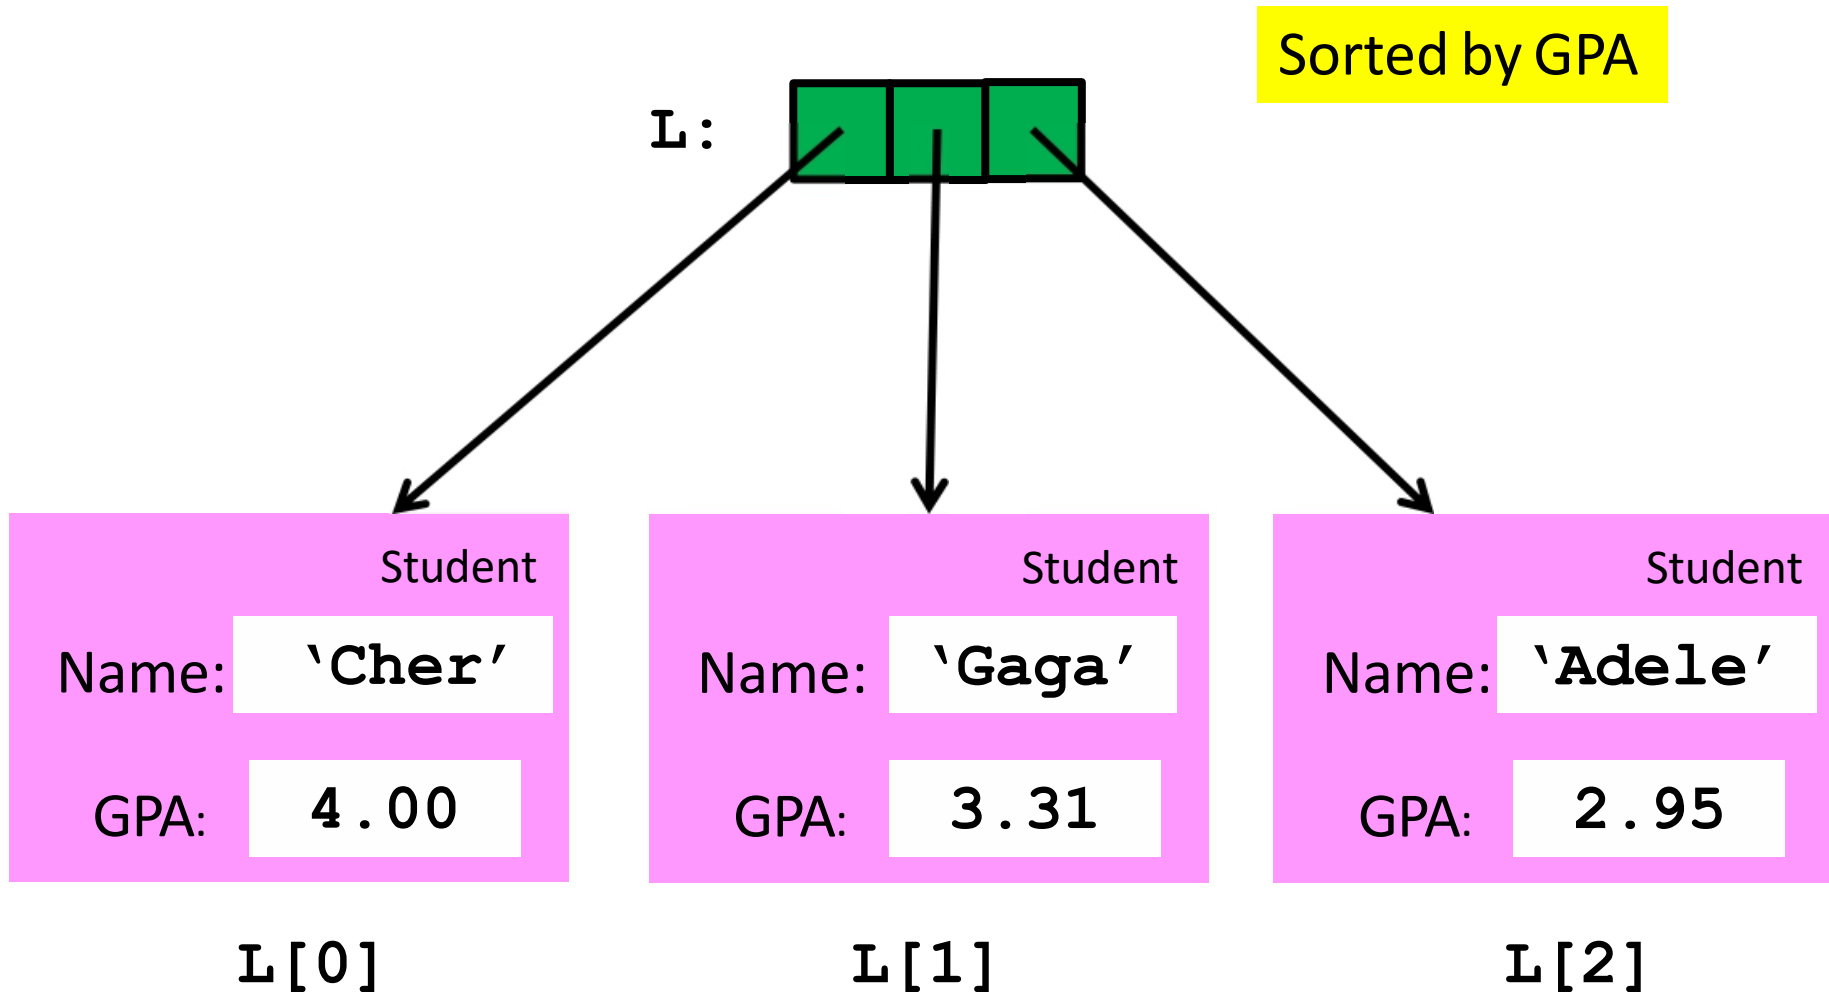 Sorted by GPA
L:
Student
Name: ‘Cher’
GPA: 4.00
L[0]
Student
Name: ‘Gaga’
GPA: 3.31
L[1]
Student
Name: ‘Adele’
GPA: 2.95
L[2]